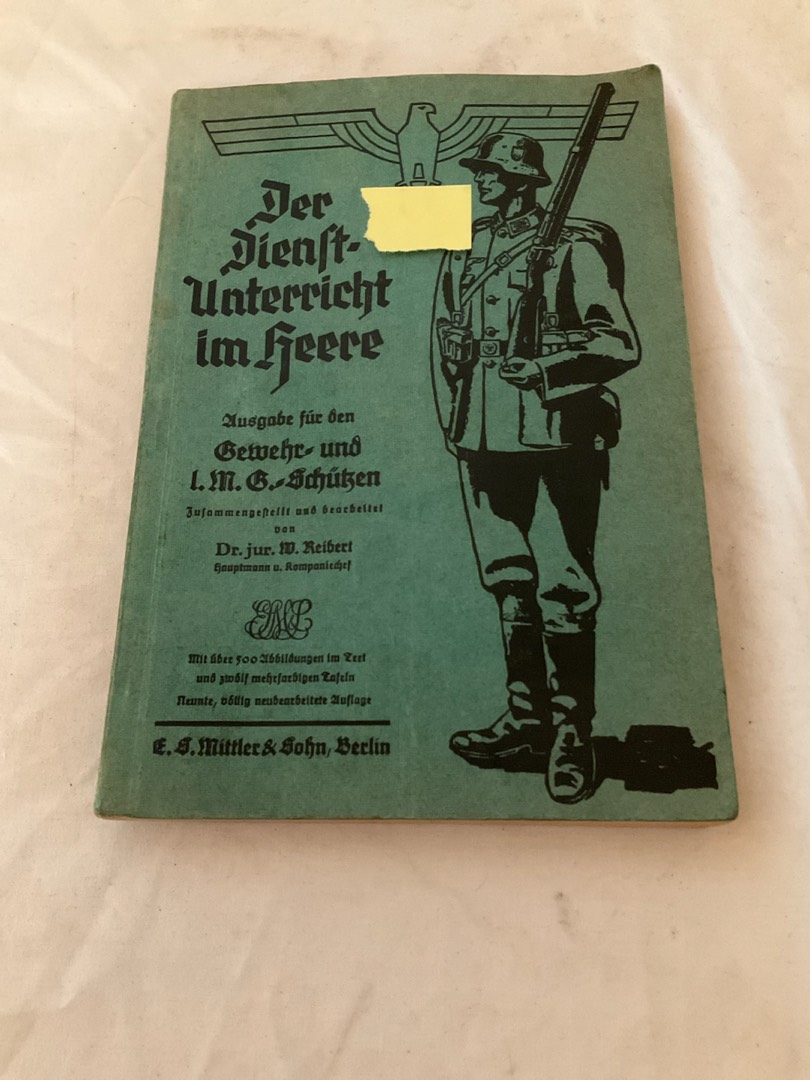 Der
Dienst-
Unterricht
im Heere
Ausgabe für den
Gewehr- und
l. M. G.-Schützen
Zusammengestellt und bearbeitet
von
Dr. jur. W. Reibert
Hauptmann u. Kompaniechef
Mit über 500 Abbildungen im Text
und zwölf mehrfarbigen Tafeln
Neunte, völlig neubearbeitete Auflage
E. S. Mittler & Sohn, Berlin